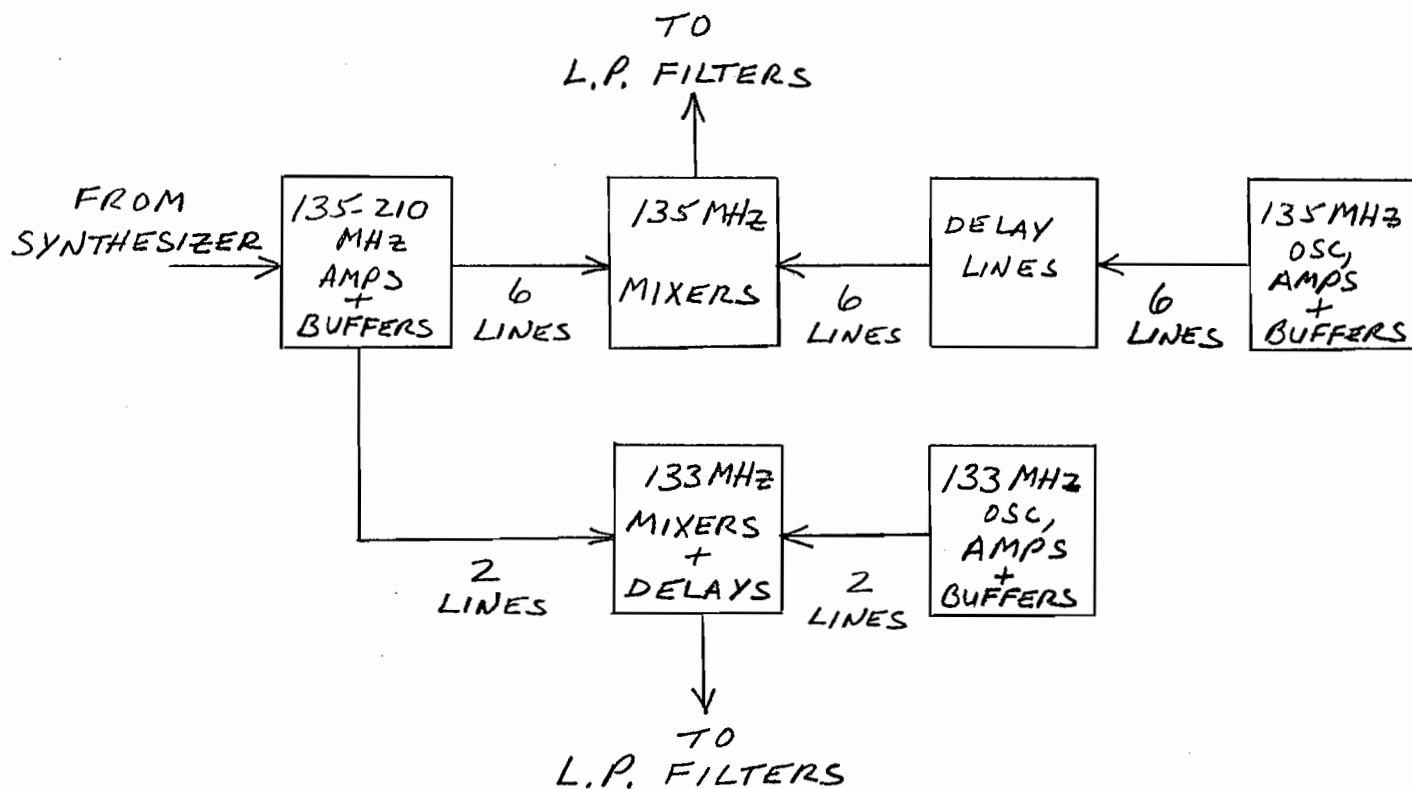 TO
L.P. FILTERS
FROM
SYNTHESIZER
135-210
MHz
AMPS
+
BUFFERS
6
LINES
135 MHz
MIXERS
6
LINES
DELAY
LINES
6
LINES
135 MHz
OSC,
AMPS
+
BUFFERS
2
LINES
133 MHz
MIXERS
+
DELAYS
2
LINES
133 MHz
OSC,
AMPS
+
BUFFERS
TO
L.P. FILTERS